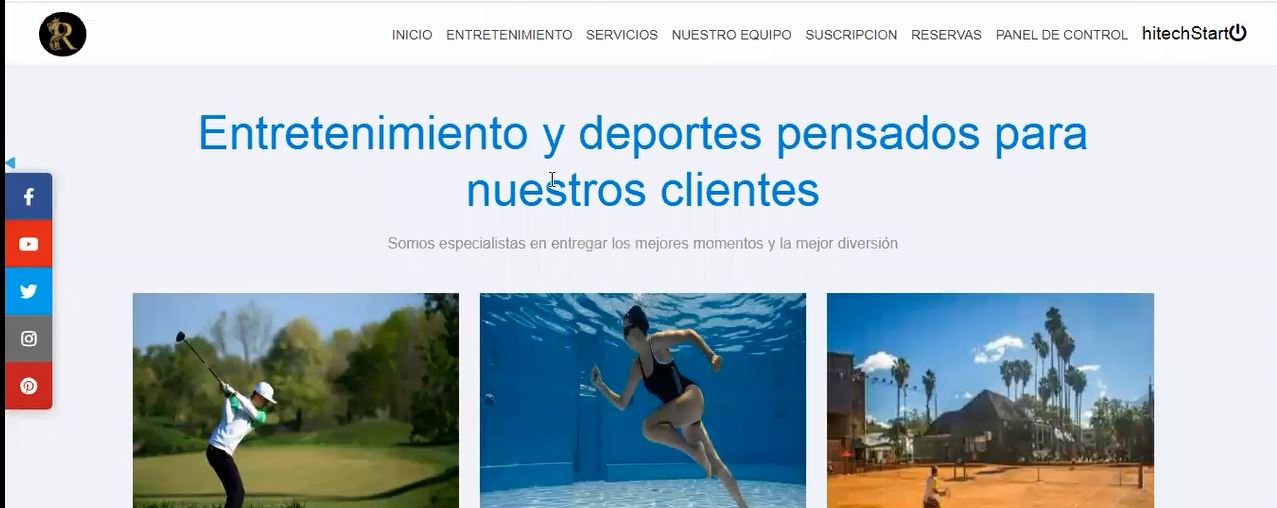 R
INICIO ENTRETENIMIENTO SERVICIOS NUESTRO EQUIPO SUSCRIPCION RESERVAS PANEL DE CONTROL hitechStart
Entretenimiento y deportes pensados para
nuestros clientes
Somos especialistas en entregar los mejores momentos y la mejor diversión